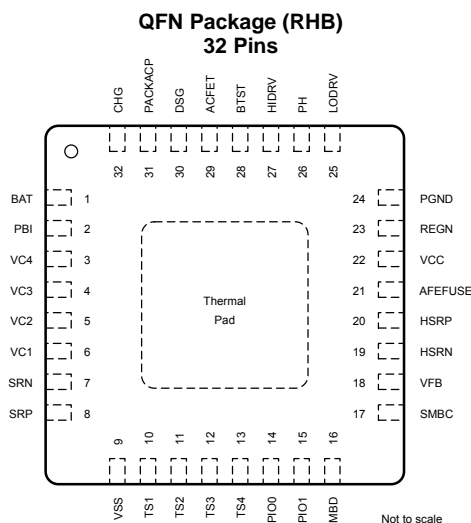 QFN Package (RHB)
32 Pins
CHG
PACKACP
DSG
ACFET
BTST
HIDRV
PH
LODRV
32
31
30
29
28
27
26
25
BAT 1
PBI 2
VC4 3
VC3 4
VC2 5
VC1 6
SRN 7
SRP 8
Thermal
Pad
24 PGND
23 REGN
22 VCC
21 AFEFUSE
20 HSRP
19 HSRN
18 VFB
17 SMBC
9
10
11
12
13
14
15
16
VSS
TS1
TS2
TS3
TS4
PIO0
PIO1
MBD
Not to scale